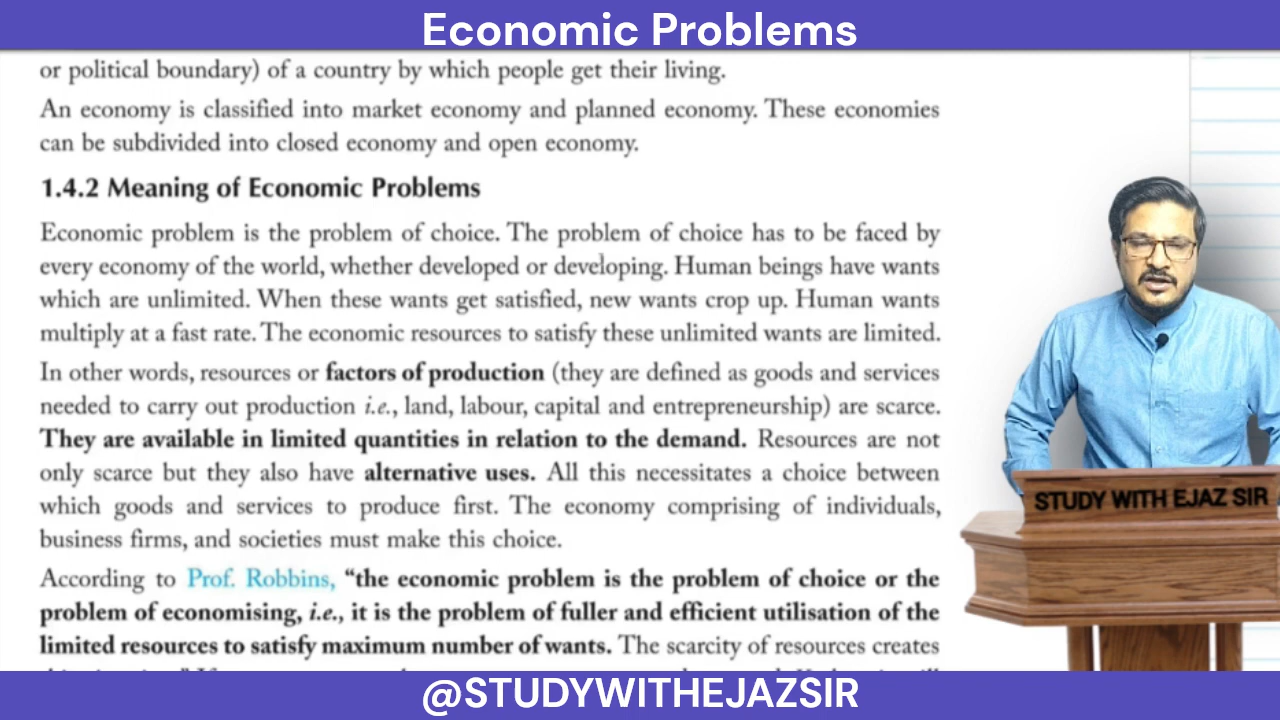 Economic Problems
or political boundary) of a country by which people get their living.
An economy is classified into market economy and planned economy. These economies
can be subdivided into closed economy and open economy.
1.4.2 Meaning of Economic Problems
Economic problem is the problem of choice. The problem of choice has to be faced by
every economy of the world, whether developed or developing. Human beings have wants
which are unlimited. When these wants get satisfied, new wants crop up. Human wants
multiply at a fast rate. The economic resources to satisfy these unlimited wants are limited.
In other words, resources or factors of production (they are defined as goods and services
needed to carry out production i.e., land, labour, capital and entrepreneurship) are scarce.
They are available in limited quantities in relation to the demand. Resources are not
only scarce but they also have alternative uses. All this necessitates a choice between
which goods and services to produce first. The economy comprising of individuals,
business firms, and societies must make this choice.
According to Prof. Robbins, “the economic problem is the problem of choice or the
problem of economising, i.e., it is the problem of fuller and efficient utilisation of the
limited resources to satisfy maximum number of wants. The scarcity of resources creates
STUDY WITH EJAZ SIR
@STUDYWITHEJAZSIR